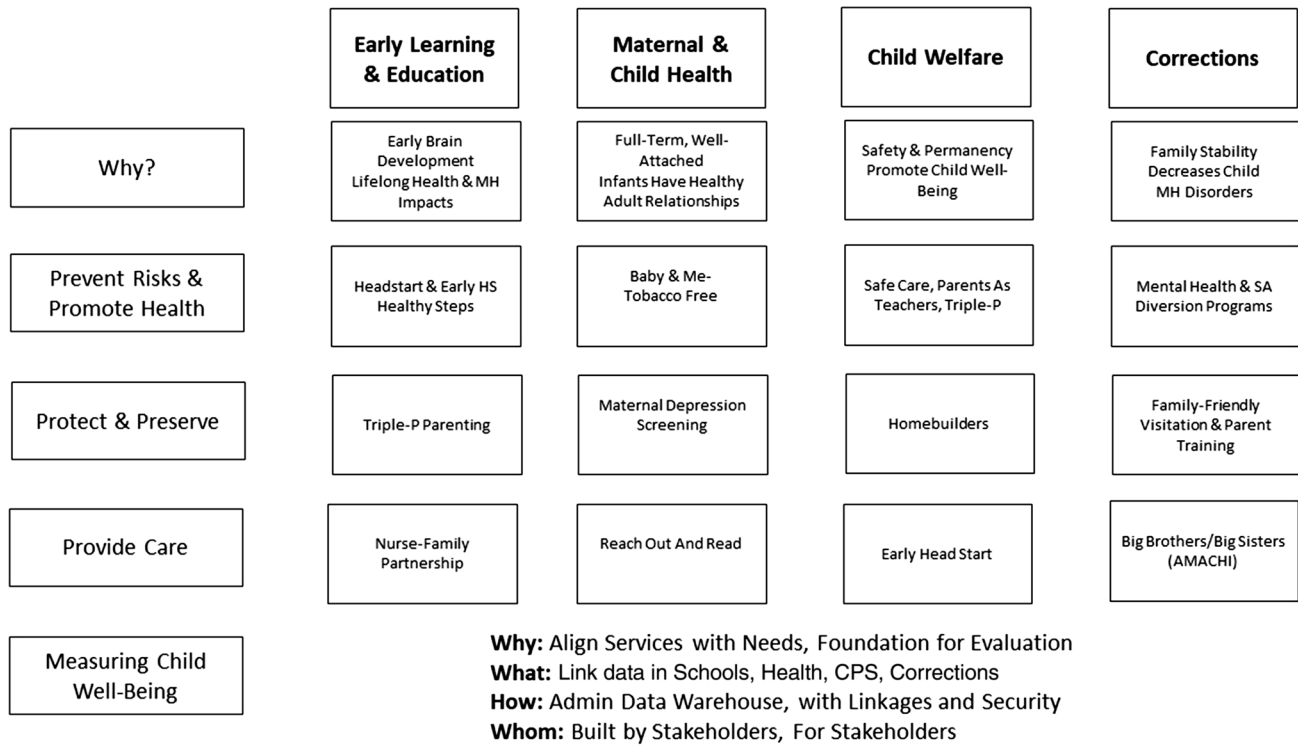 Early Learning
& Education
Maternal &
Child Health
Child Welfare
Corrections
Why?
Early Brain
Development
Lifelong Health & MH
Impacts
Full-Term, Well-
Attached
Infants Have Healthy
Adult Relationships
Safety & Permanency
Promote Child Well-
Being
Family Stability
Decreases Child
MH Disorders
Prevent Risks &
Promote Health
Headstart & Early HS
Healthy Steps
Baby & Me-
Tobacco Free
Safe Care, Parents As
Teachers, Triple-P
Mental Health & SA
Diversion Programs
Protect & Preserve
Triple-P Parenting
Maternal Depression
Screening
Homebuilders
Family-Friendly
Visitation & Parent
Training
Provide Care
Nurse-Family
Partnership
Reach Out And Read
Early Head Start
Big Brothers/Big Sisters
(AMACHI)
Measuring Child
Well-Being
Why: Align Services with Needs, Foundation for Evaluation
What: Link data in Schools, Health, CPS, Corrections
How: Admin Data Warehouse, with Linkages and Security
Whom: Built by Stakeholders, For Stakeholders